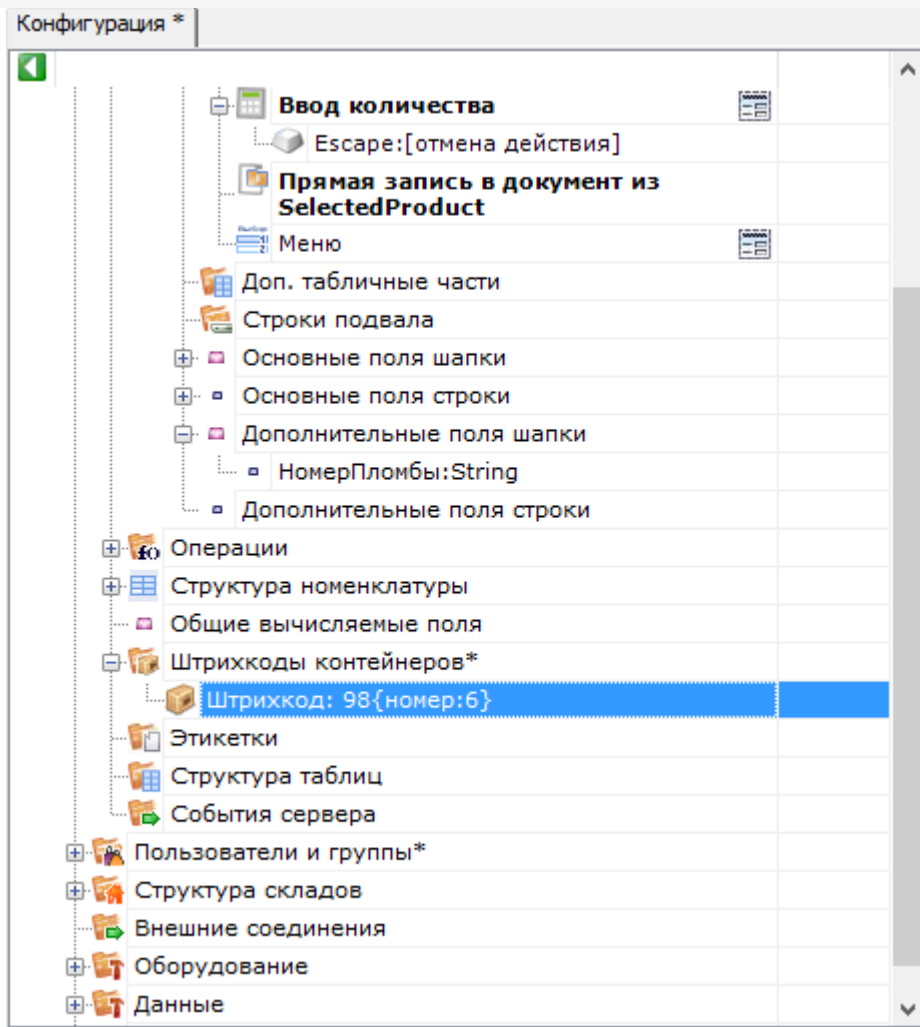 Конфигурация *
Ввод количества
Escape:[отмена действия]
Прямая запись в документ из
SelectedProduct
Меню
Доп. табличные части
Строки подвала
Основные поля шапки
Основные поля строки
Дополнительные поля шапки
НомерПломбы:String
Дополнительные поля строки
Операции
Структура номенклатуры
Общие вычисляемые поля
Штрихкоды контейнеров*
Штрихкод: 98{номер:6}
Этикетки
Структура таблиц
События сервера
Пользователи и группы*
Структура складов
Внешние соединения
Оборудование
Данные